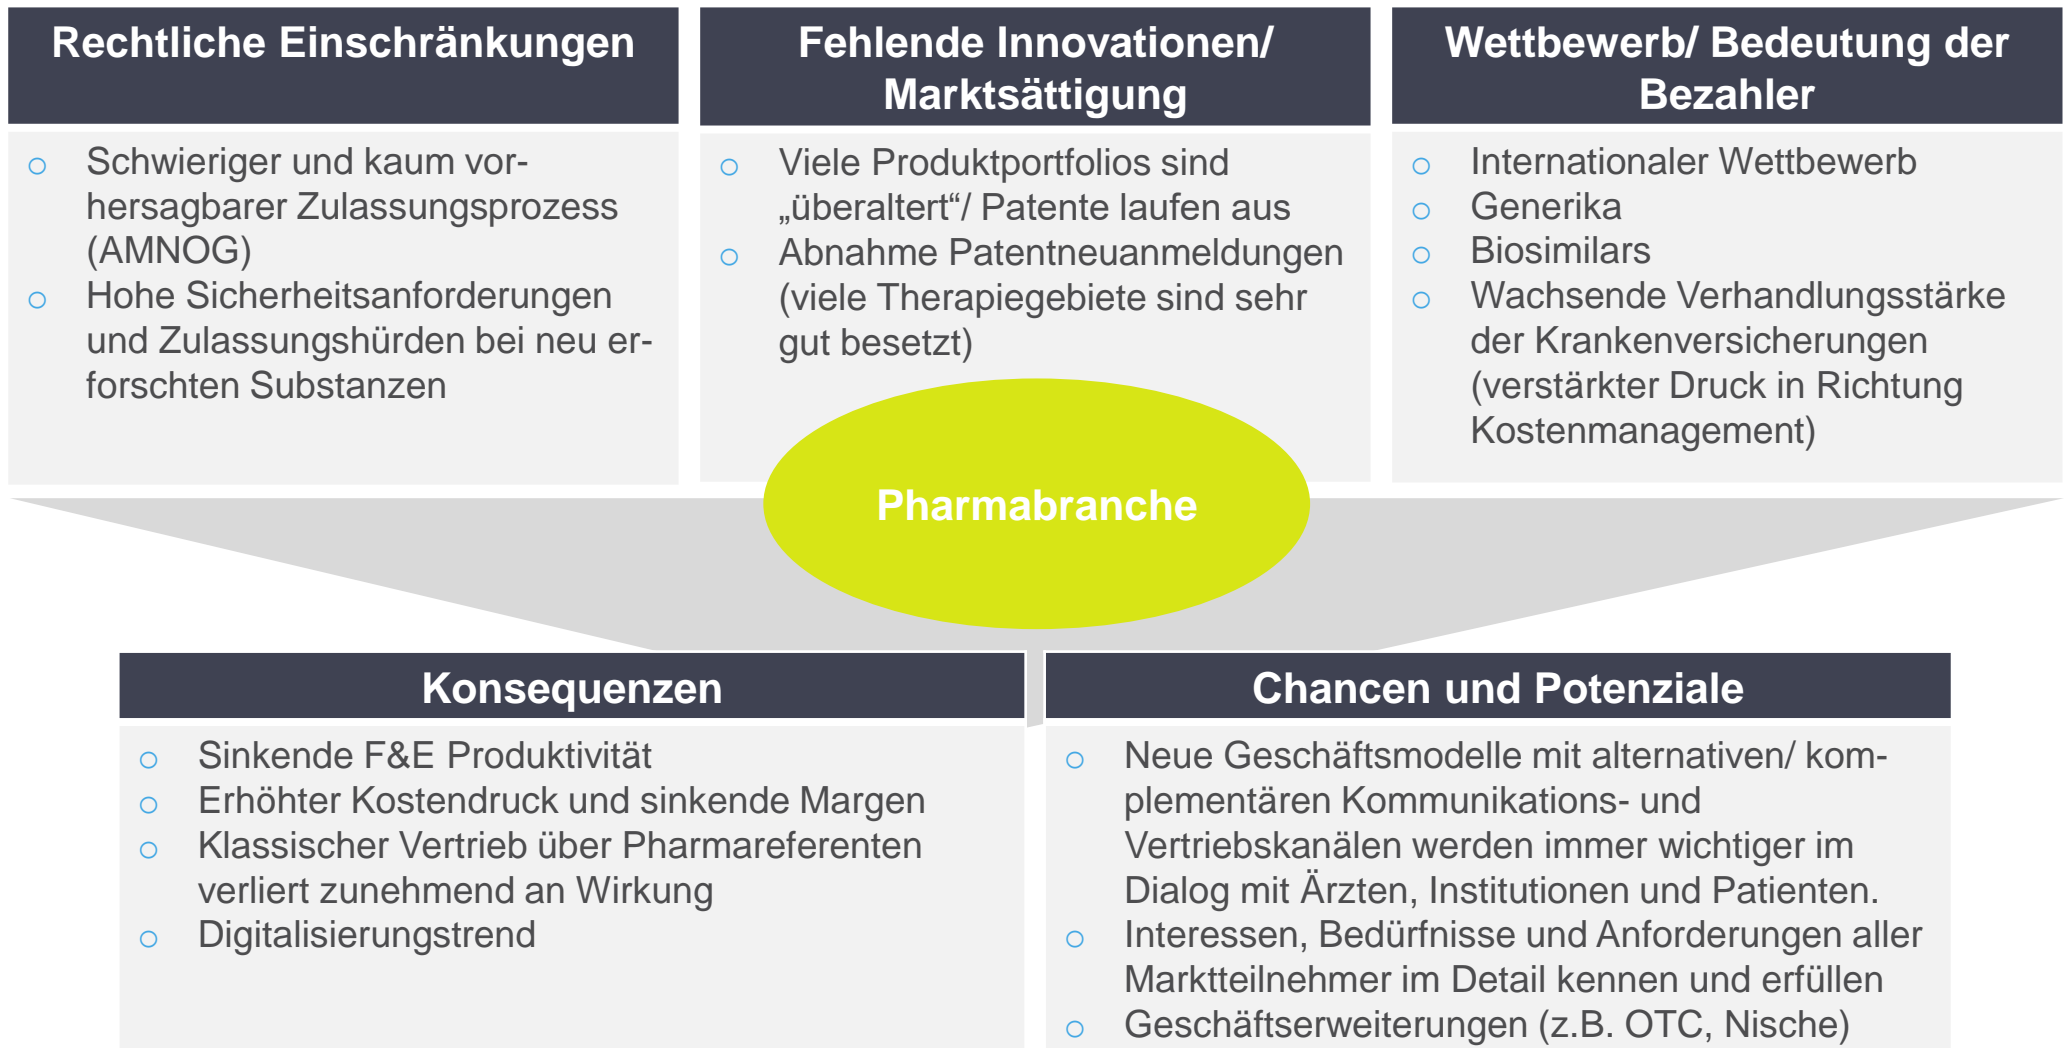 Rechtliche Einschränkungen
Schwieriger und kaum vor-
hersagbarer Zulassungsprozess
(AMNOG)
Hohe Sicherheitsanforderungen
und Zulassungshürden bei neu er-
forschten Substanzen
Fehlende Innovationen/
Marktsättigung
Viele Produktportfolios sind
„überaltert“/ Patente laufen aus
Abnahme Patentneuanmeldungen
(viele Therapiegebiete sind sehr
gut besetzt)
Wettbewerb/ Bedeutung der
Bezahler
Internationaler Wettbewerb
Generika
Biosimilars
Wachsende Verhandlungsstärke
der Krankenversicherungen
(verstärkter Druck in Richtung
Kostenmanagement)
Pharmabranche
Konsequenzen
Sinkende F&E Produktivität
Erhöhter Kostendruck und sinkende Margen
Klassischer Vertrieb über Pharmareferenten
verliert zunehmend an Wirkung
Digitalisierungstrend
Chancen und Potenziale
Neue Geschäftsmodelle mit alternativen/ kom-
plementären Kommunikations- und
Vertriebskanälen werden immer wichtiger im
Dialog mit Ärzten, Institutionen und Patienten.
Interessen, Bedürfnisse und Anforderungen aller
Marktteilnehmer im Detail kennen und erfüllen
Geschäftserweiterungen (z.B. OTC, Nische)